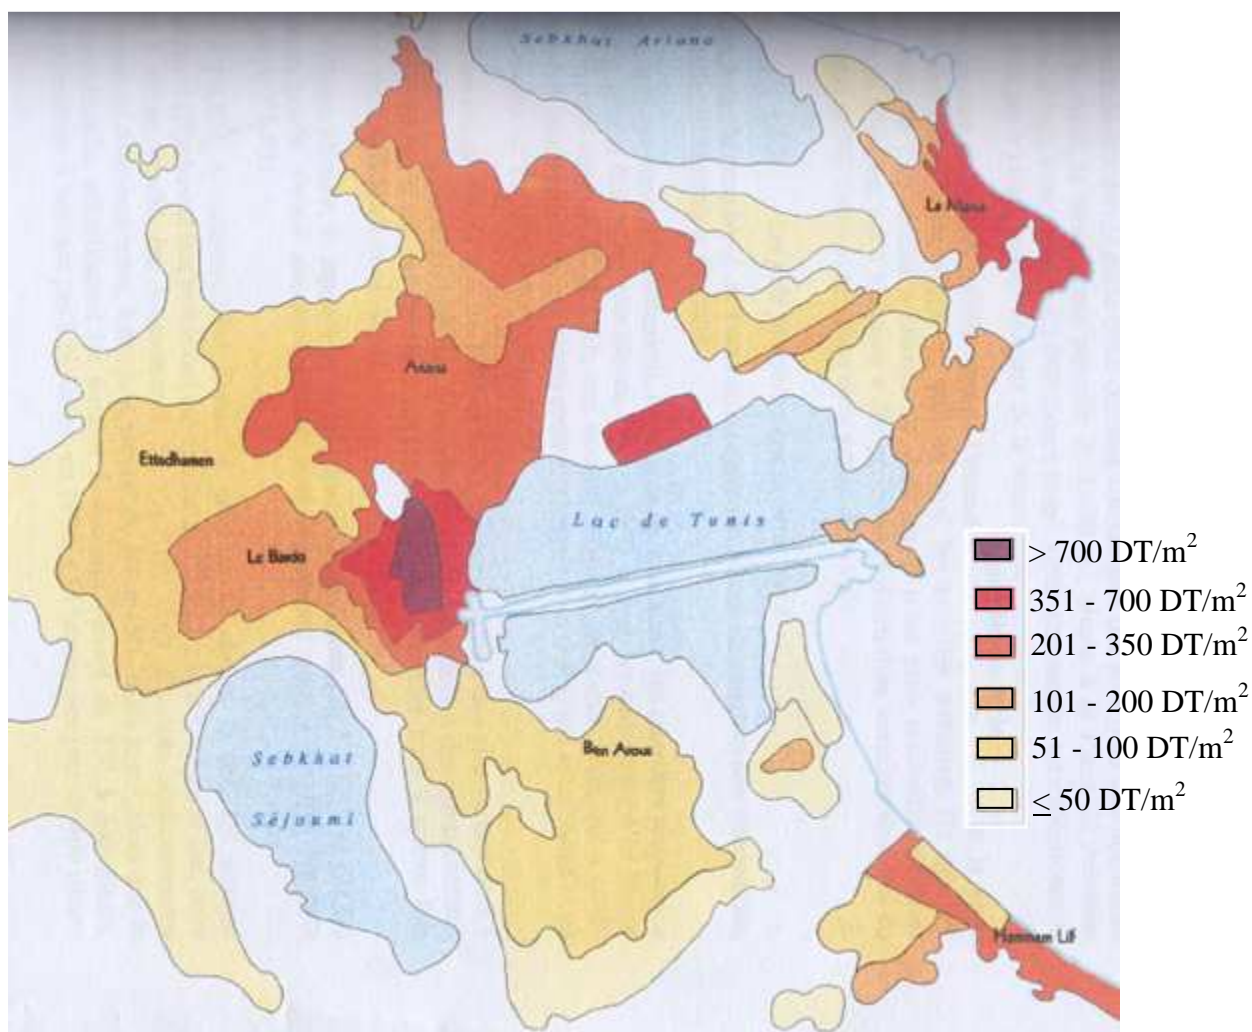 Sebkhat Ariana
La Marsa
Ariana
Ettadhamen
Le Bardo
Lac de Tunis
> 700 DT/m²
351 - 700 DT/m²
201 - 350 DT/m²
101 - 200 DT/m²
Ben Arous
51 - 100 DT/m²
Sebkhat
≤ 50 DT/m²
Séjoumi
Hammam Lif